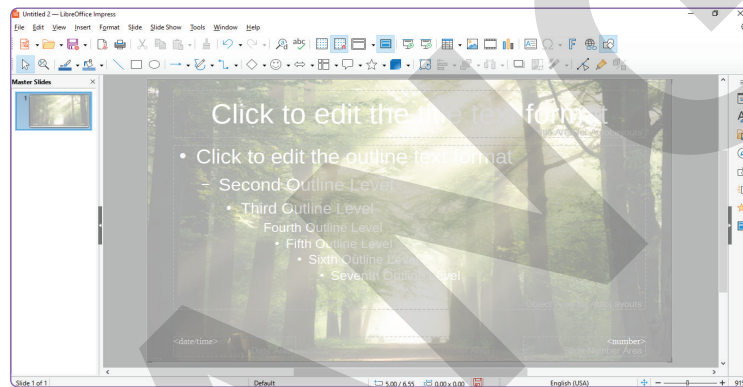 Untitled 2 — LibreOffice Impress
File Edit View Insert Format Slide Slide Show Tools Window Help
Master Slides
1
Click to edit the title text format
Click to edit the outline text format
Second Outline Level
Third Outline Level
Fourth Outline Level
Fifth Outline Level
Sixth Outline Level
Seventh Outline Level
<date/time>
<number>
Slide 1 of 1
Default
5.00 / 6.55
0.00 x 0.00
English (USA)